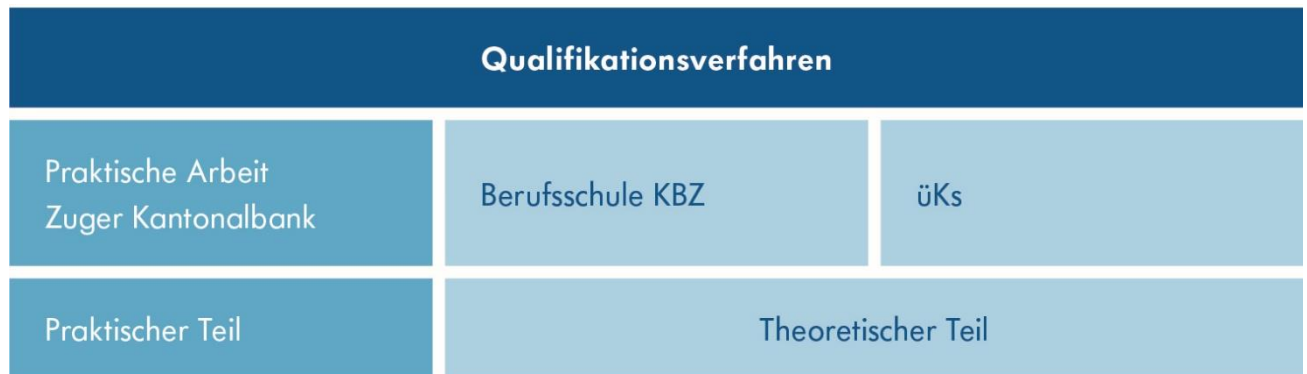 Qualifikationsverfahren
Praktische Arbeit
Zuger Kantonalbank
Berufsschule KBZ
üKs
Praktischer Teil
Theoretischer Teil